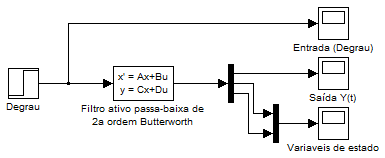 Entrada (Degrau)
x' = Ax+Bu
y = Cx+Du
Degrau
Filtro ativo passa-baixa de
2a ordem Butterworth
Saída Y(t)
Variaveis de estado